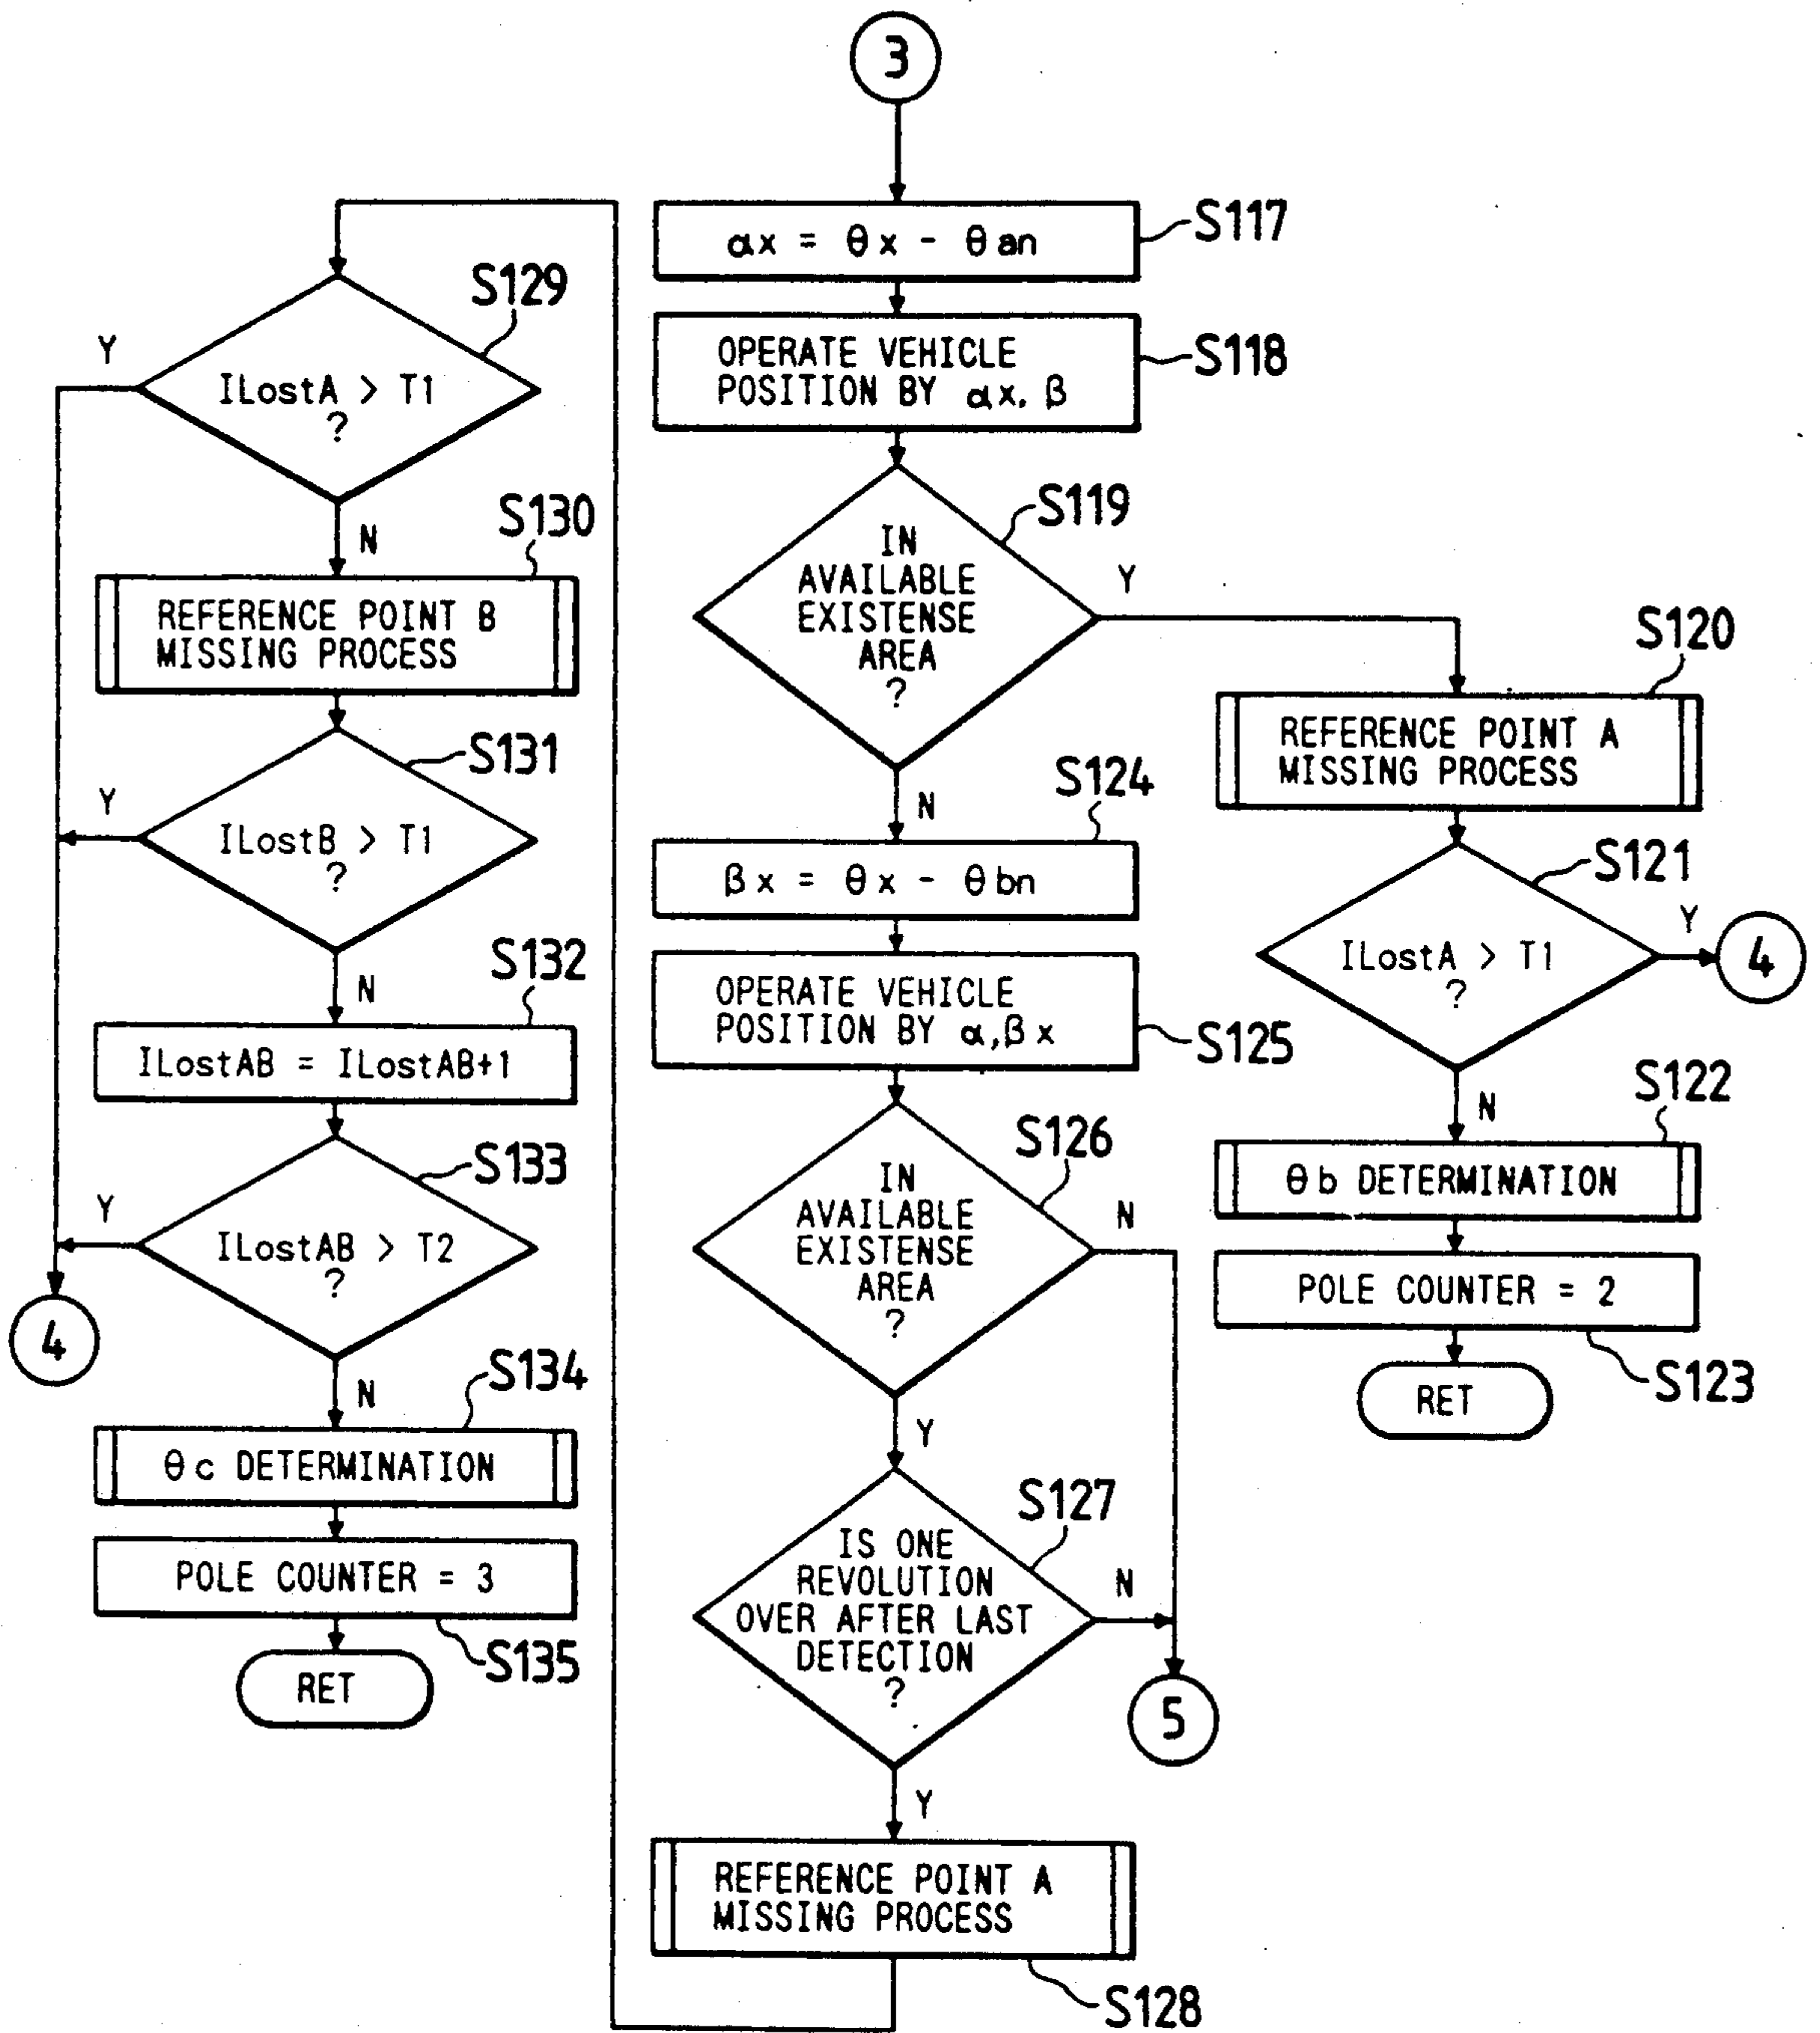 3
αx = θx - θan
S117
OPERATE VEHICLE
POSITION BY αx, β
S118
IN
AVAILABLE
EXISTENSE
AREA
?
S119
Y
N
REFERENCE POINT A
MISSING PROCESS
S120
ILostA > T1
?
S121
Y
4
N
θb DETERMINATION
S122
POLE COUNTER = 2
S123
RET
βx = θx - θbn
S124
OPERATE VEHICLE
POSITION BY α,βx
S125
IN
AVAILABLE
EXISTENSE
AREA
?
S126
N
Y
IS ONE
REVOLUTION
OVER AFTER LAST
DETECTION
?
S127
N
5
Y
REFERENCE POINT A
MISSING PROCESS
S128
ILostA > T1
?
S129
Y
N
REFERENCE POINT B
MISSING PROCESS
S130
ILostB > T1
?
S131
Y
N
ILostAB = ILostAB+1
S132
ILostAB > T2
?
S133
Y
4
N
θc DETERMINATION
S134
POLE COUNTER = 3
S135
RET